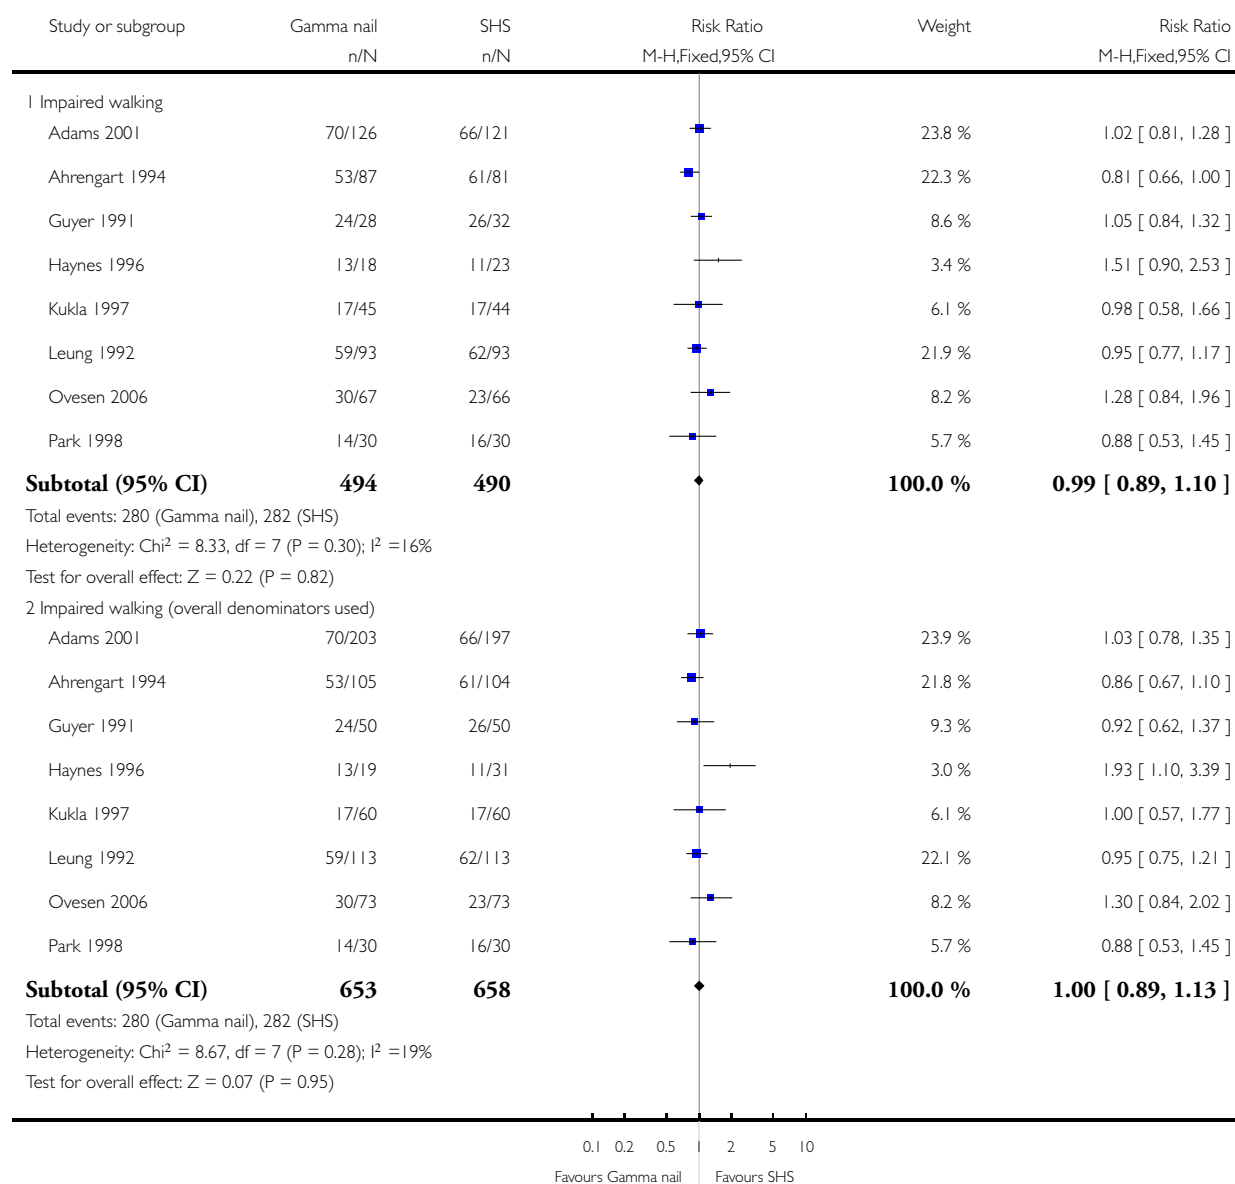 Study or subgroup Gamma nail SHS Risk Ratio Weight Risk Ratio
n/N n/N M-H,Fixed,95% CI M-H,Fixed,95% CI
1 Impaired walking
Adams 2001 70/126 66/121 23.8 % 1.02 [ 0.81, 1.28 ]
Ahrengart 1994 53/87 61/81 22.3 % 0.81 [ 0.66, 1.00 ]
Guyer 1991 24/28 26/32 8.6 % 1.05 [ 0.84, 1.32 ]
Haynes 1996 13/18 11/23 3.4 % 1.51 [ 0.90, 2.53 ]
Kukla 1997 17/45 17/44 6.1 % 0.98 [ 0.58, 1.66 ]
Leung 1992 59/93 62/93 21.9 % 0.95 [ 0.77, 1.17 ]
Ovesen 2006 30/67 23/66 8.2 % 1.28 [ 0.84, 1.96 ]
Park 1998 14/30 16/30 5.7 % 0.88 [ 0.53, 1.45 ]
Subtotal (95% CI) 494 490 100.0 % 0.99 [ 0.89, 1.10 ]
Total events: 280 (Gamma nail), 282 (SHS)
Heterogeneity: Chi² = 8.33, df = 7 (P = 0.30); I² =16%
Test for overall effect: Z = 0.22 (P = 0.82)
2 Impaired walking (overall denominators used)
Adams 2001 70/203 66/197 23.9 % 1.03 [ 0.78, 1.35 ]
Ahrengart 1994 53/105 61/104 21.8 % 0.86 [ 0.67, 1.10 ]
Guyer 1991 24/50 26/50 9.3 % 0.92 [ 0.62, 1.37 ]
Haynes 1996 13/19 11/31 3.0 % 1.93 [ 1.10, 3.39 ]
Kukla 1997 17/60 17/60 6.1 % 1.00 [ 0.57, 1.77 ]
Leung 1992 59/113 62/113 22.1 % 0.95 [ 0.75, 1.21 ]
Ovesen 2006 30/73 23/73 8.2 % 1.30 [ 0.84, 2.02 ]
Park 1998 14/30 16/30 5.7 % 0.88 [ 0.53, 1.45 ]
Subtotal (95% CI) 653 658 100.0 % 1.00 [ 0.89, 1.13 ]
Total events: 280 (Gamma nail), 282 (SHS)
Heterogeneity: Chi² = 8.67, df = 7 (P = 0.28); I² =19%
Test for overall effect: Z = 0.07 (P = 0.95)
0.1 0.2 0.5 1 2 5 10
Favours Gamma nail Favours SHS